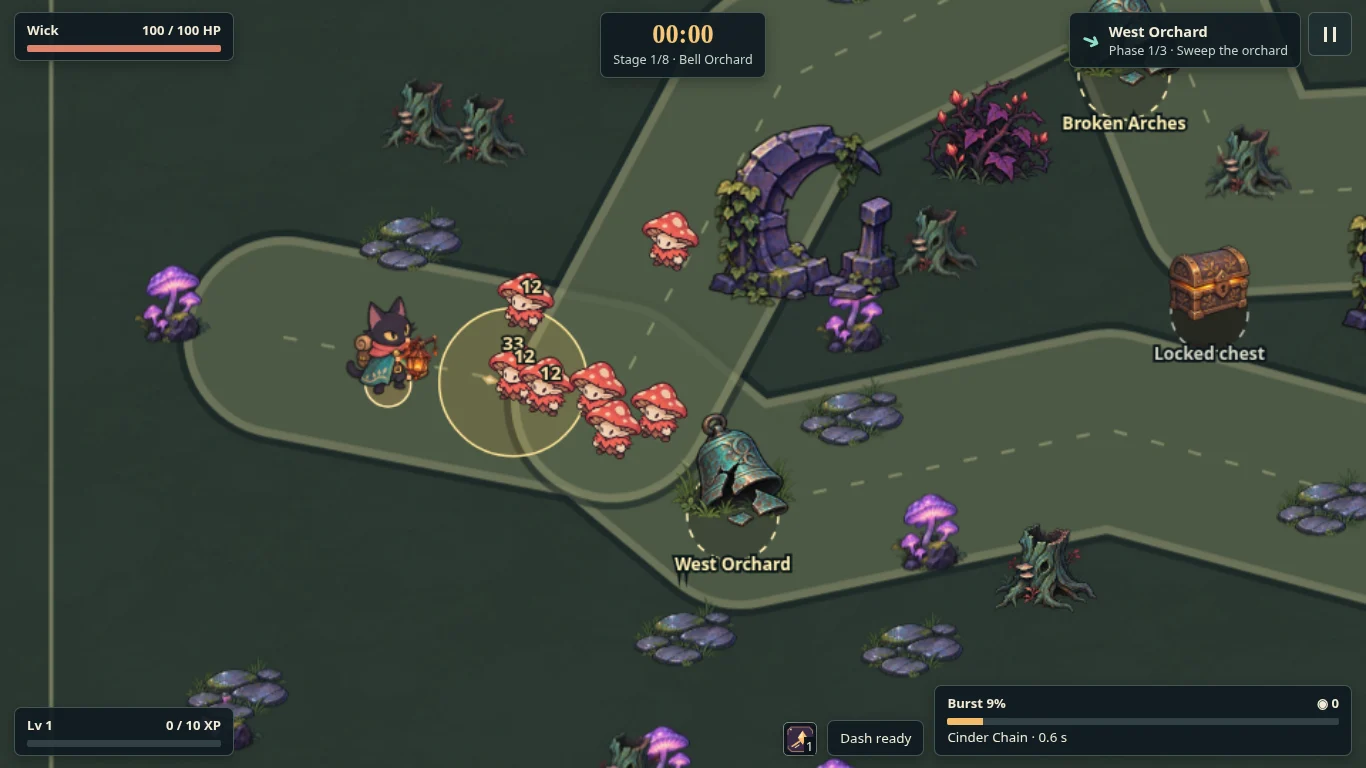 Wick 100 / 100 HP
00:00
Stage 1/8 · Bell Orchard
West Orchard
Phase 1/3 · Sweep the orchard
Broken Arches
12
33
12
12
Locked chest
West Orchard
Lv 1 0 / 10 XP
1
Dash ready
Burst 9% 0
Cinder Chain · 0.6 s